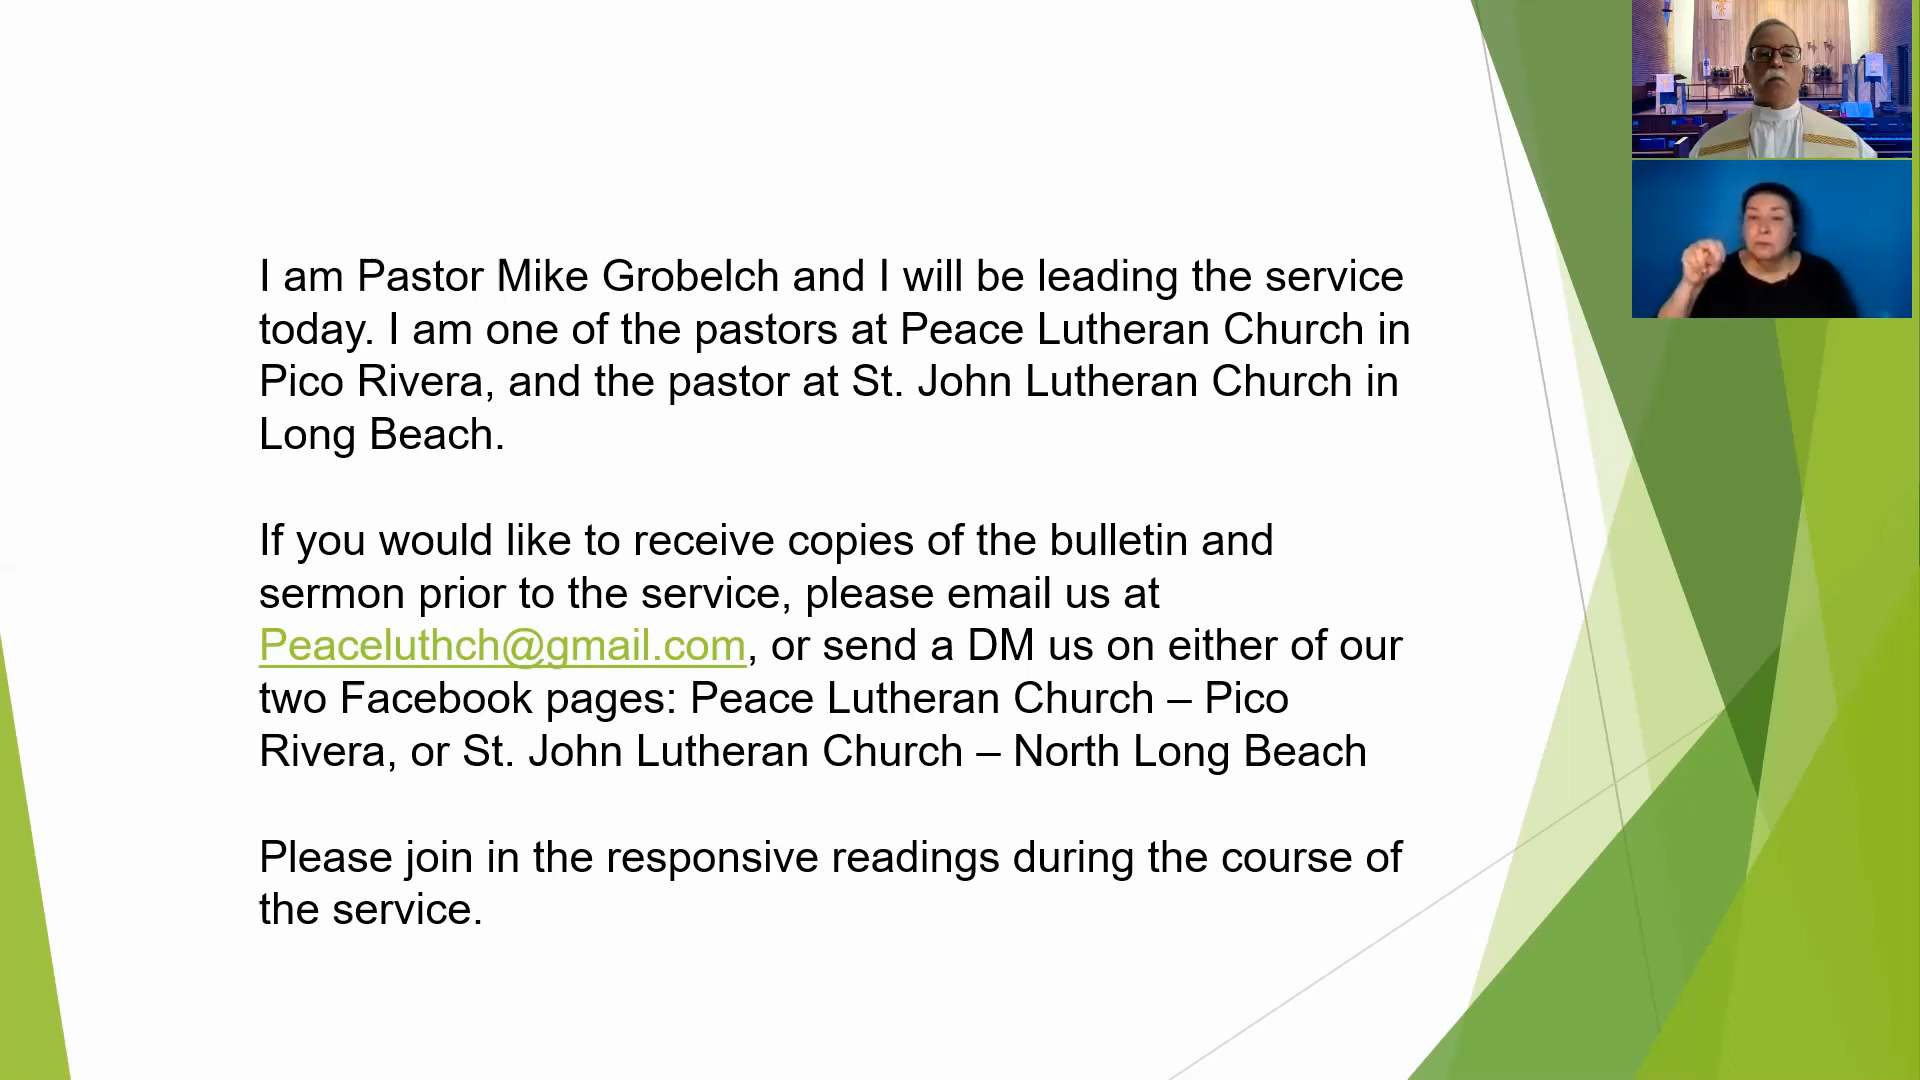 I am Pastor Mike Grobelch and I will be leading the service
today. I am one of the pastors at Peace Lutheran Church in
Pico Rivera, and the pastor at St. John Lutheran Church in
Long Beach.
If you would like to receive copies of the bulletin and
sermon prior to the service, please email us at
Peaceluthch@gmail.com, or send a DM us on either of our
two Facebook pages: Peace Lutheran Church – Pico
Rivera, or St. John Lutheran Church – North Long Beach
Please join in the responsive readings during the course of
the service.